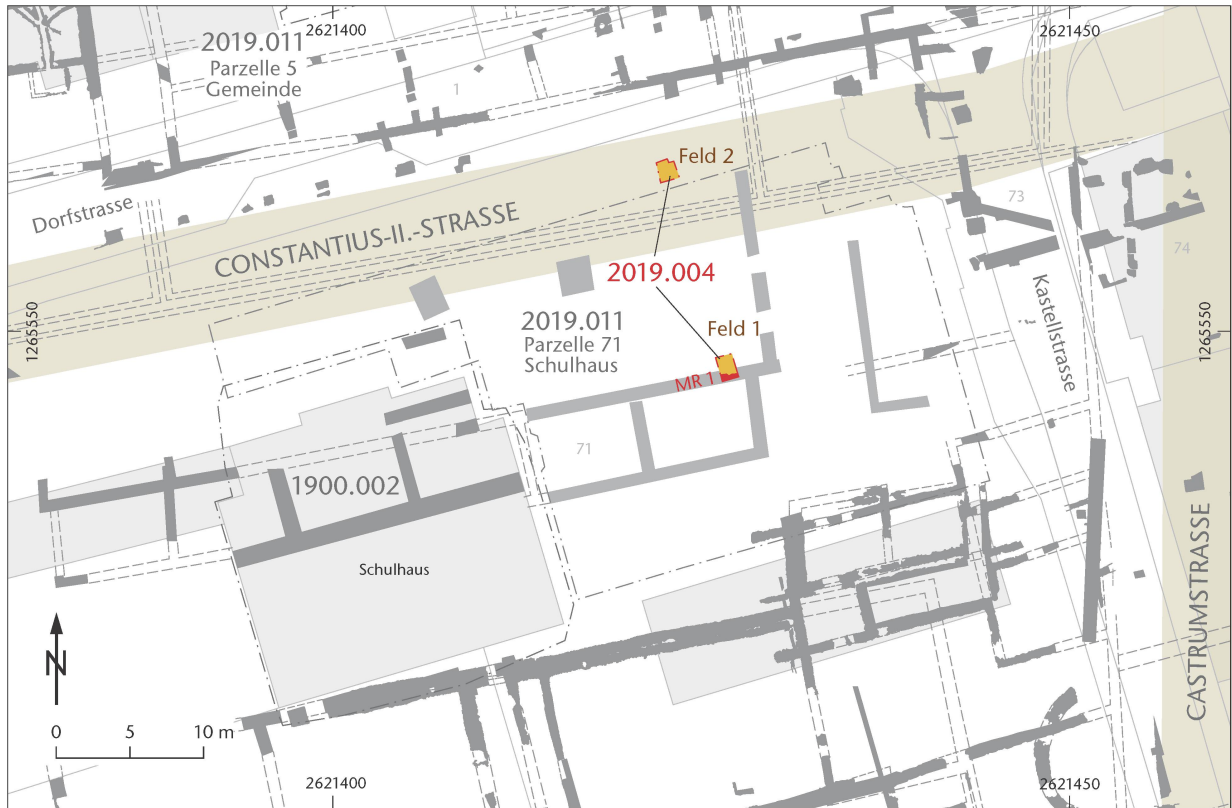 2621400
2621450
2019.011
Parzelle 5
Gemeinde
1
Feld 2
Dorfstrasse
CONSTANTIUS-II.-STRASSE
73
74
2019.004
Kastellstrasse
1265550
1265550
2019.011
Parzelle 71
Schulhaus
Feld 1
MR 1
71
1900.002
Schulhaus
CASTRUMSTRASSE
N
0 5 10 m
2621400
2621450